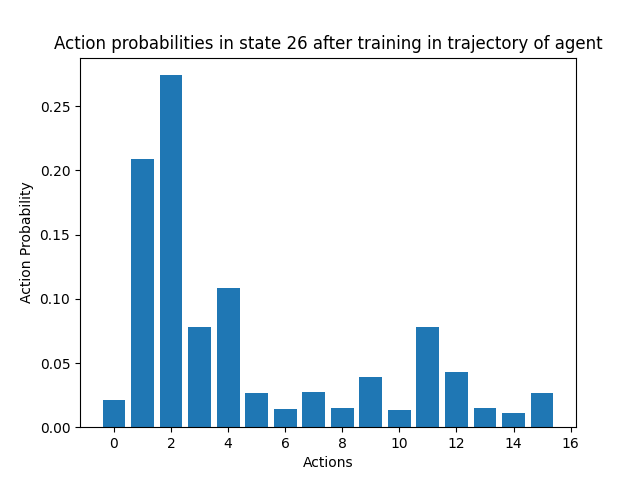 Action probabilities in state 26 after training in trajectory of agent
0.25
0.20
0.15
0.10
0.05
0.00
Action Probability
0 2 4 6 8 10 12 14 16
Actions